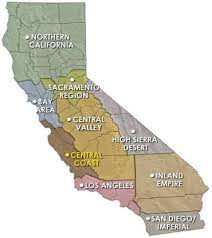 NORTHERN
CALIFORNIA
SACRAMENTO
REGION
BAY
AREA
HIGH SIERRA
DESERT
CENTRAL
VALLEY
CENTRAL
COAST
INLAND
EMPIRE
LOS ANGELES
SAN DIEGO/
IMPERIAL